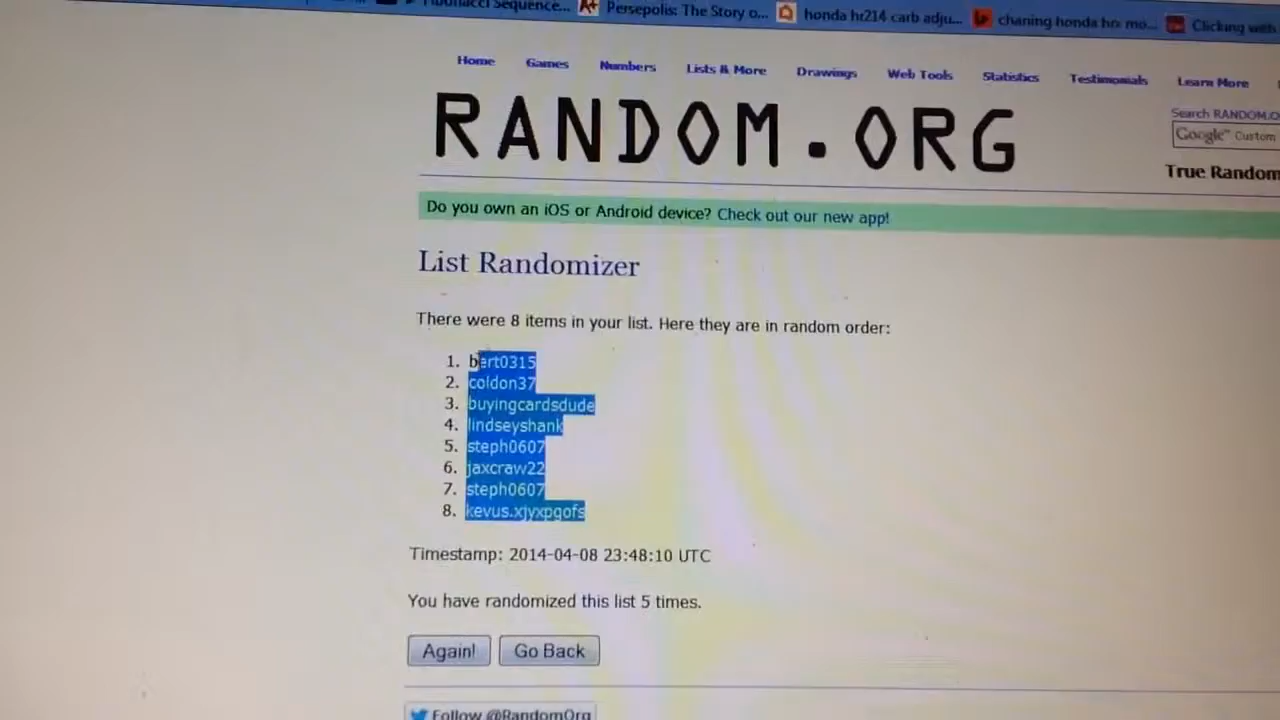 Fibonacci Sequence... Persepolis: The Story o... honda hr214 carb adju... chaning honda hrx mo... Clicking with
Home Games Numbers Lists & More Drawings Web Tools Statistics Testimonials Learn More
RANDOM.ORG
Search RANDOM.O
Google Custom
True Random
Do you own an iOS or Android device? Check out our new app!
List Randomizer
There were 8 items in your list. Here they are in random order:
1. bert0315
2. coldon37
3. buyingcardsdude
4. lindseyshank
5. steph0607
6. jaxcraw22
7. steph0607
8. kevus.xjyxpgofs
Timestamp: 2014-04-08 23:48:10 UTC
You have randomized this list 5 times.
Again! Go Back
Follow @RandomOrg